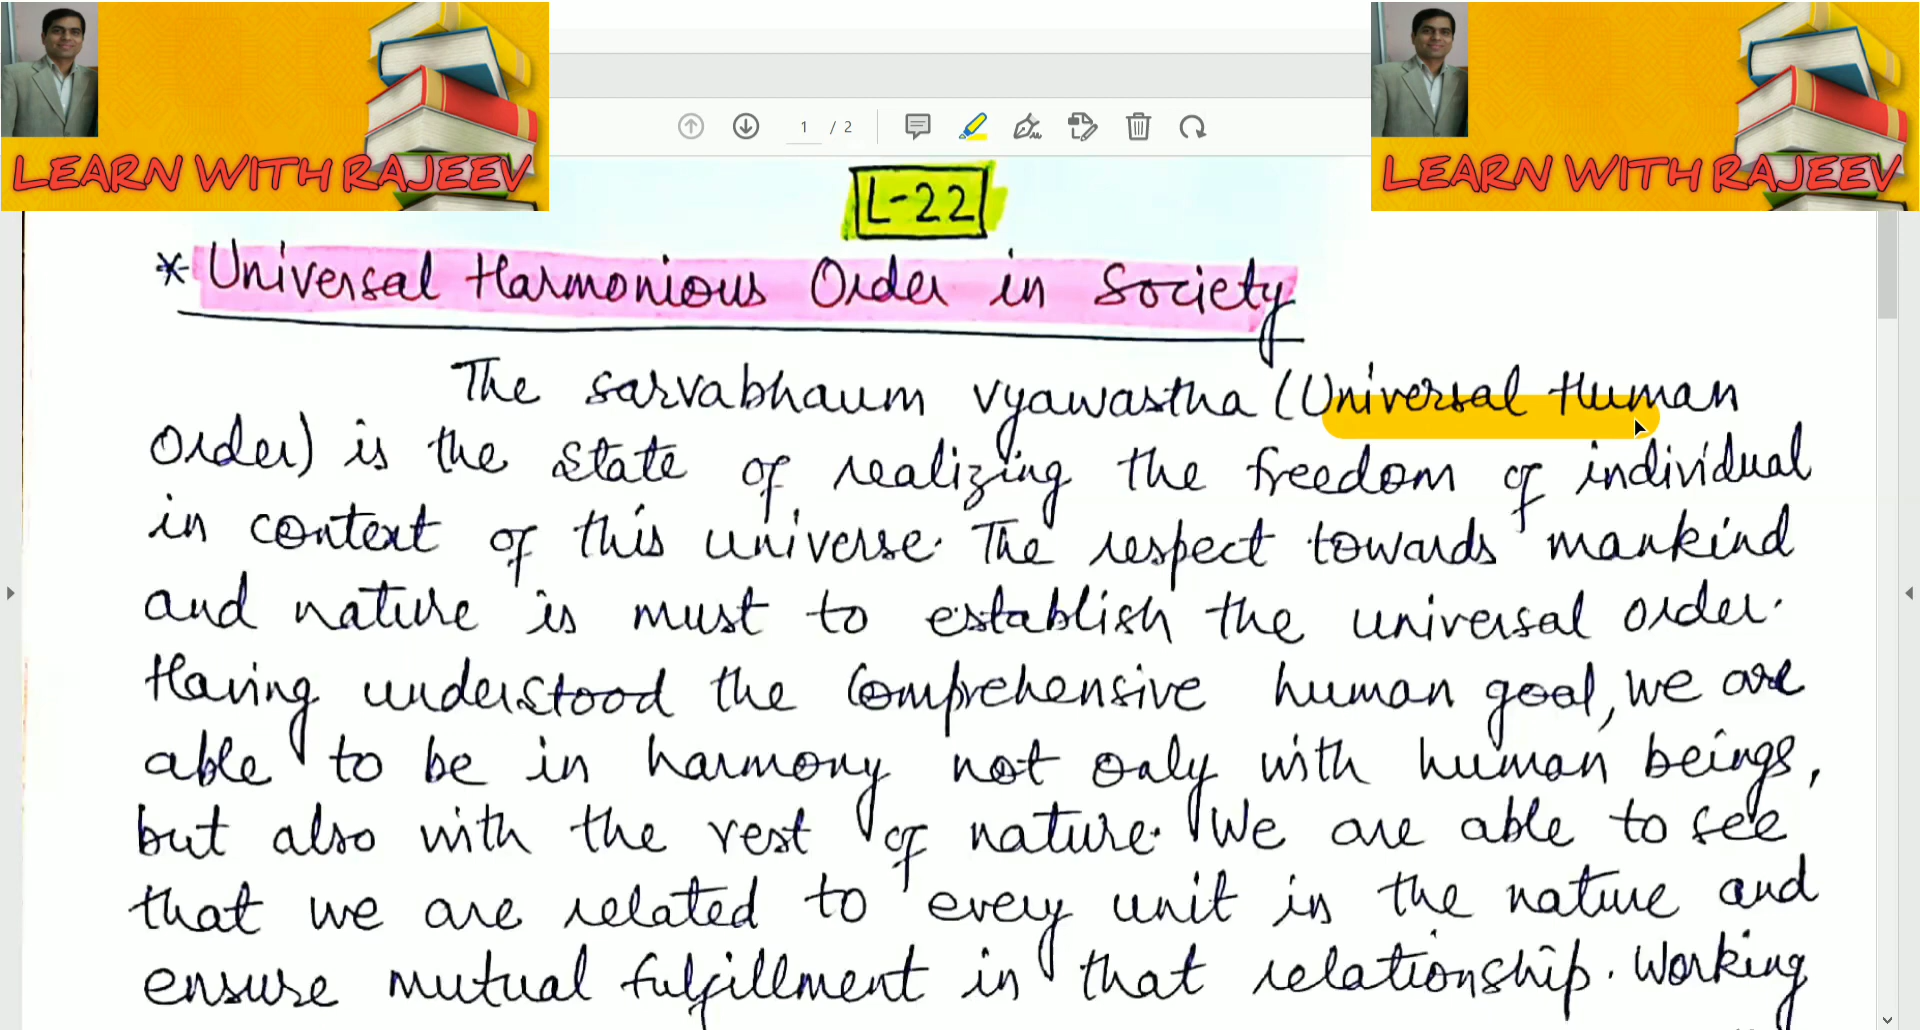 LEARN WITH RAJEEV
LEARN WITH RAJEEV
1 / 2
L-22
* Universal Harmonious Order in Society
The sarvabhaum vyawastha (Universal Human
Order) is the state of realizing the freedom of individual
in context of this universe. The respect towards mankind
and nature is must to establish the universal order.
Having understood the Comprehensive human goal, we are
able to be in harmony not only with human beings,
but also with the rest of nature. We are able to see
that we are related to every unit in the nature and
ensure mutual fulfillment in that relationship. Working